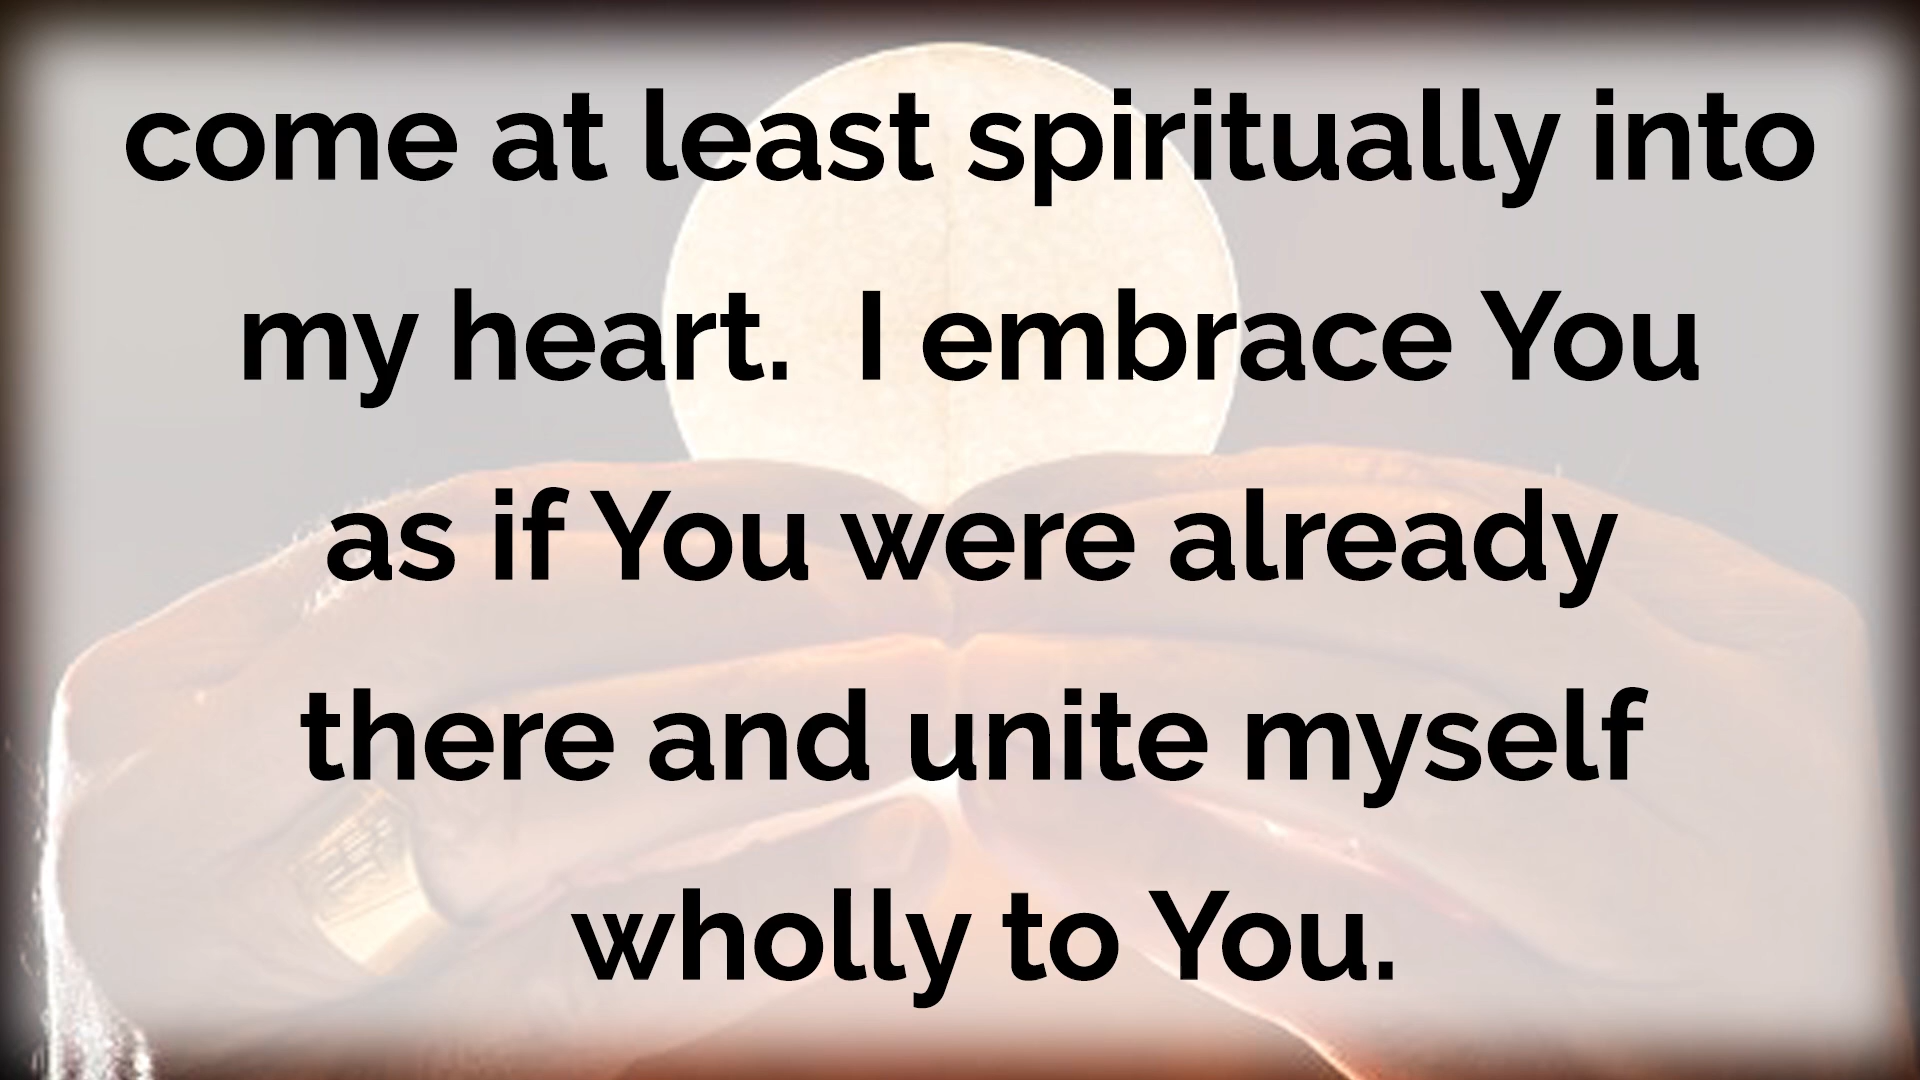 come at least spiritually into
my heart.  I embrace You
as if You were already
there and unite myself
wholly to You.